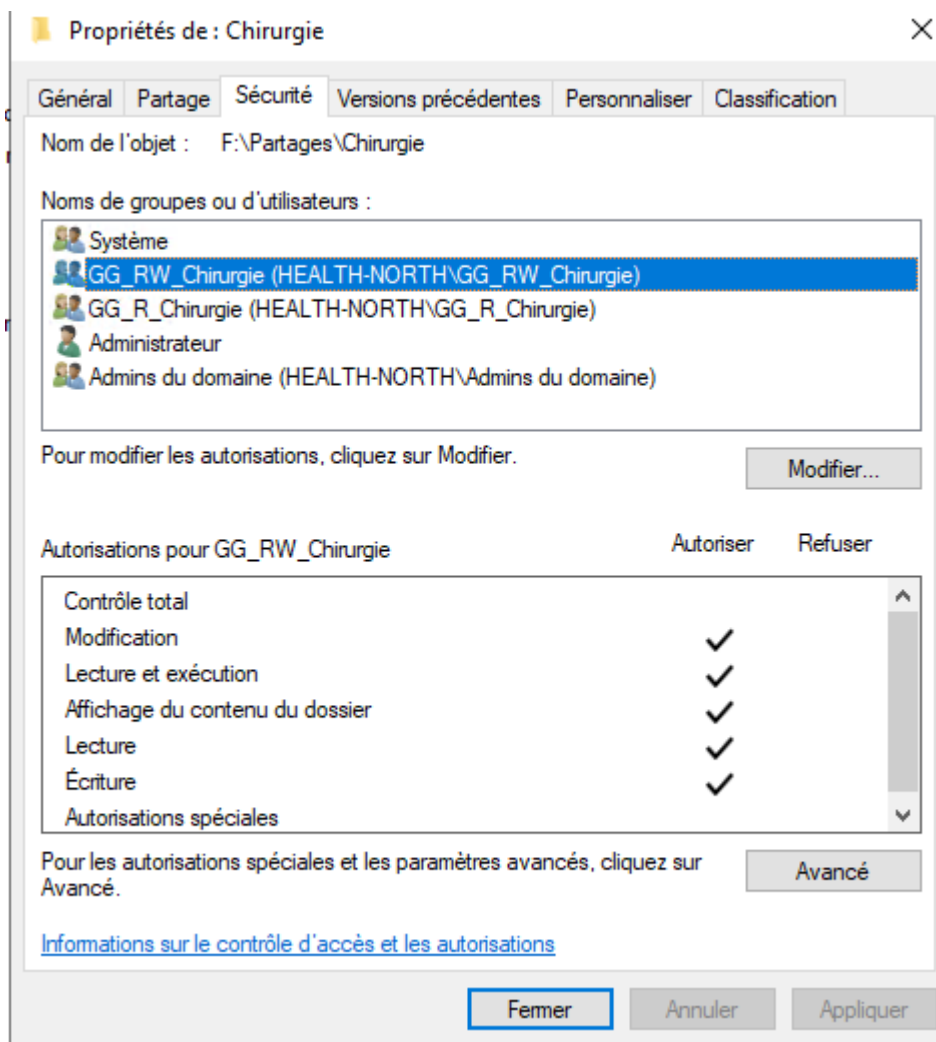 Propriétés de : Chirurgie
Général Partage Sécurité Versions précédentes Personnaliser Classification
Nom de l'objet : F:\Partages\Chirurgie
Noms de groupes ou d'utilisateurs :
Système
GG_RW_Chirurgie (HEALTH-NORTH\GG_RW_Chirurgie)
GG_R_Chirurgie (HEALTH-NORTH\GG_R_Chirurgie)
Administrateur
Admins du domaine (HEALTH-NORTH\Admins du domaine)
Pour modifier les autorisations, cliquez sur Modifier.
Modifier...
Autorisations pour GG_RW_Chirurgie Autoriser Refuser
Contrôle total
Modification
Lecture et exécution
Affichage du contenu du dossier
Lecture
Écriture
Autorisations spéciales
Pour les autorisations spéciales et les paramètres avancés, cliquez sur
Avancé.
Avancé
Informations sur le contrôle d'accès et les autorisations
Fermer Annuler Appliquer